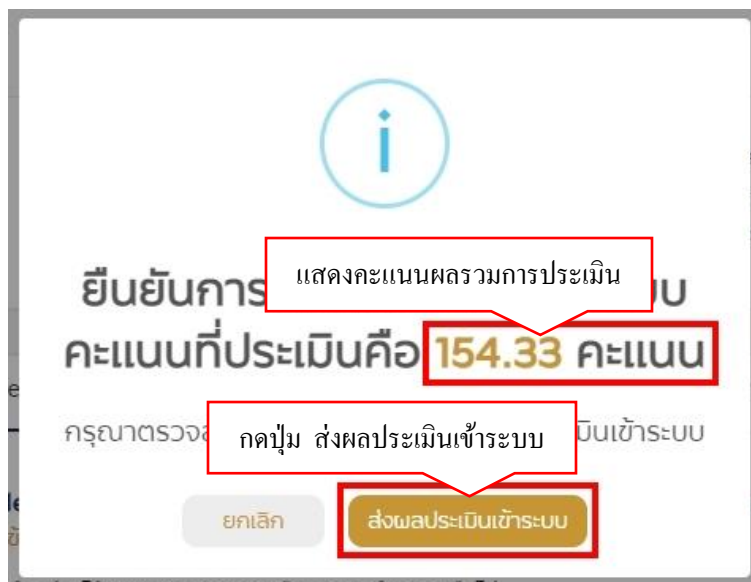 i
แสดงคะแนนผลรวมการประเมิน
ยืนยันการ
คะแนนที่ประเมินคือ 154.33 คะแนน
กดปุ่ม ส่งผลประเมินเข้าระบบ
กรุณาตรวจ เข้าระบบ
ยกเลิก ส่งผลประเมินเข้าระบบ